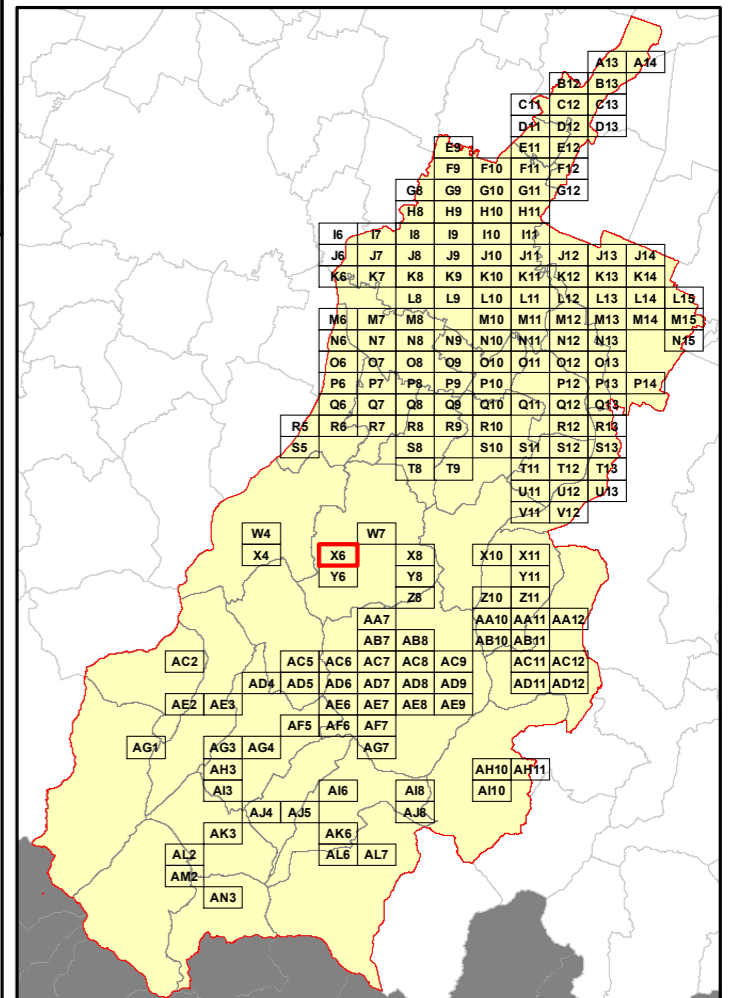 A13 A14
B12 B13
C11 C12 C13
D11 D12 D13
E9 E11 E12
F9 F10 F11 F12
G8 G9 G10 G11 G12
H8 H9 H10 H11
I6 I7 I8 I9 I10 I11
J6 J7 J8 J9 J10 J11 J12 J13 J14
K6 K7 K8 K9 K10 K11 K12 K13 K14
L8 L9 L10 L11 L12 L13 L14 L15
M6 M7 M8 M10 M11 M12 M13 M14 M15
N6 N7 N8 N9 N10 N11 N12 N13 N15
O6 O7 O8 O9 O10 O11 O12 O13
P6 P7 P8 P9 P10 P12 P13 P14
Q6 Q7 Q8 Q9 Q10 Q11 Q12 Q13
R5 R6 R7 R8 R9 R10 R12 R13
S5 S8 S10 S11 S12 S13
T8 T9 T11 T12 T13
U11 U12 U13
V11 V12
W4 W7
X4 X6 X8 X10 X11
Y6 Y8 Y11
Z8 Z10 Z11
AA7 AA10 AA11 AA12
AB7 AB8 AB10 AB11
AC2 AC5 AC6 AC7 AC8 AC9 AC11 AC12
AD4 AD5 AD6 AD7 AD8 AD9 AD11 AD12
AE2 AE3 AE6 AE7 AE8 AE9
AF5 AF6 AF7
AG1 AG3 AG4 AG7
AH3 AH10 AH11
AI3 AI6 AI8 AI10
AJ4 AJ5 AJ8
AK3 AK6
AL2 AL6 AL7
AM2
AN3